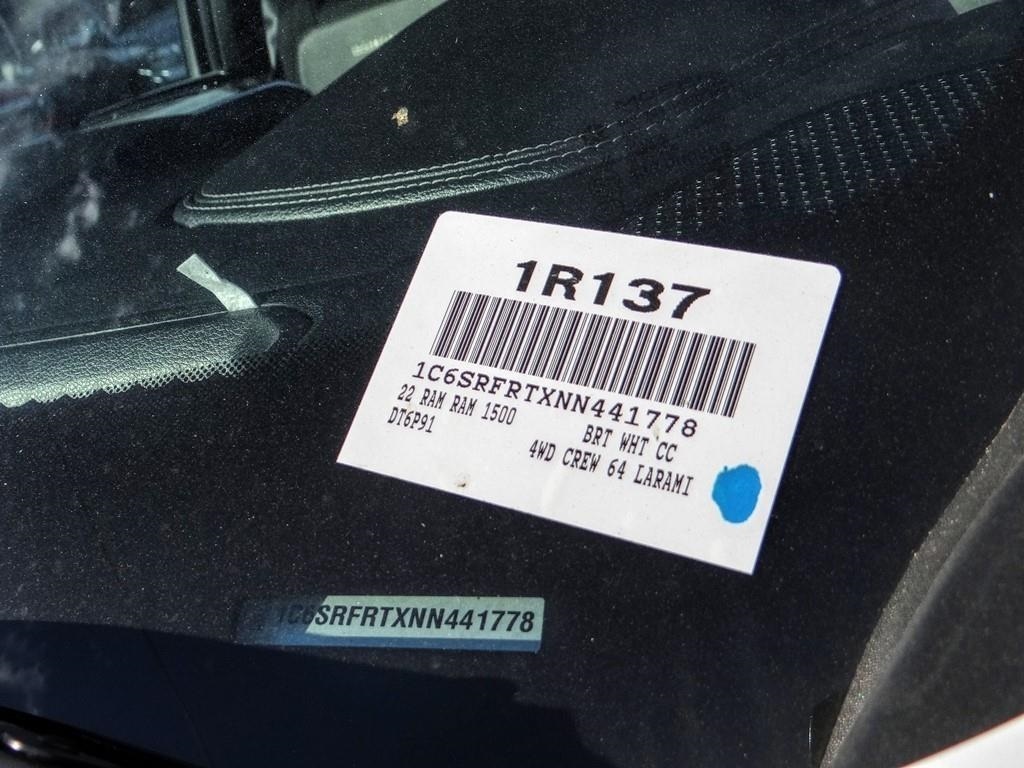 1R137
1C6SRFRTXNN441778
22 RAM RAM 1500 BRT WHT CC
DT6P91 4WD CREW 64 LARAMI
1C6SRFRTXNN441778